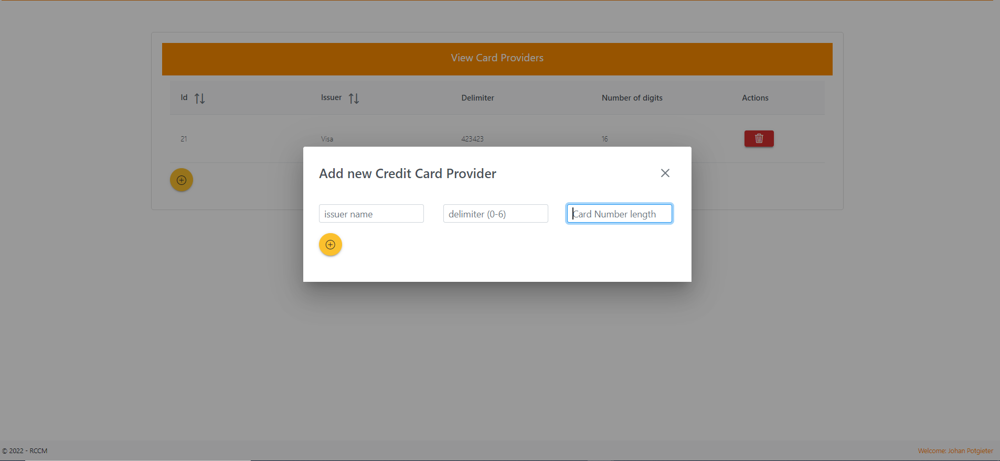 View Card Providers
Id Issuer Delimiter Number of digits Actions
21 Visa 423423 16
Add new Credit Card Provider
issuer name delimiter (0-6) Card Number length
© 2022 - RCCM Welcome: Johan Potgieter